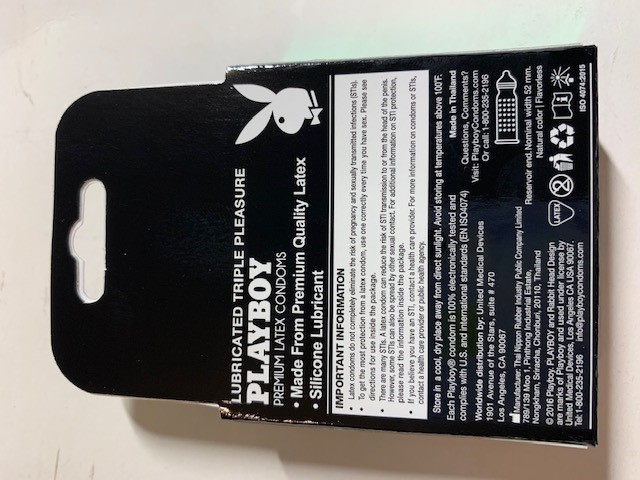 LUBRICATED TRIPLE PLEASURE
PLAYBOY
PREMIUM LATEX CONDOMS
• Made From Premium Quality Latex
• Silicone Lubricant
IMPORTANT INFORMATION
• Latex condoms do not completely eliminate the risk of pregnancy and sexually transmitted infections (STIs).
• To get the most protection from a latex condom, use one correctly every time you have sex. Please see
directions for use inside the package.
• There are many STIs. A latex condom can reduce the risk of STI transmission to or from the head of the penis.
However, some STIs can also be spread by other sexual contact. For additional information on STI protection,
please read the information inside the package.
• If you believe you have an STI, contact a health care provider. For more information on condoms or STIs,
contact a health care provider or public health agency.
Store in a cool, dry place away from direct sunlight. Avoid storing at temperatures above 100°F.
Each Playboy® condom is 100% electronically tested and
complies with U.S. and international standards (EN ISO4074)
Worldwide distribution by: United Medical Devices
1901 Avenue of the Stars, suite # 470
Los Angeles, CA 90067
Made in Thailand
Questions, Comments?
Visit: PlayboyCondoms.com
Or call: 1-800-235-2196
Manufacture: Thai Nippon Rubber Industry Public Company Limited
789/139 Moo 1, Pinthong Industrial Estate,
Nongkham, Sriracha, Chonburi, 20110, Thailand
Reservoir end. Nominal width 52 mm.
Natural color | Flavorless
© 2016 Playboy. PLAYBOY and Rabbit Head Design
are marks of Playboy and used under license by
United Medical Devices, Los Angeles CA USA 90067.
Tel: 1-800-235-2196 info@playboycondoms.com
LATEX
2
ISO 4074:2015